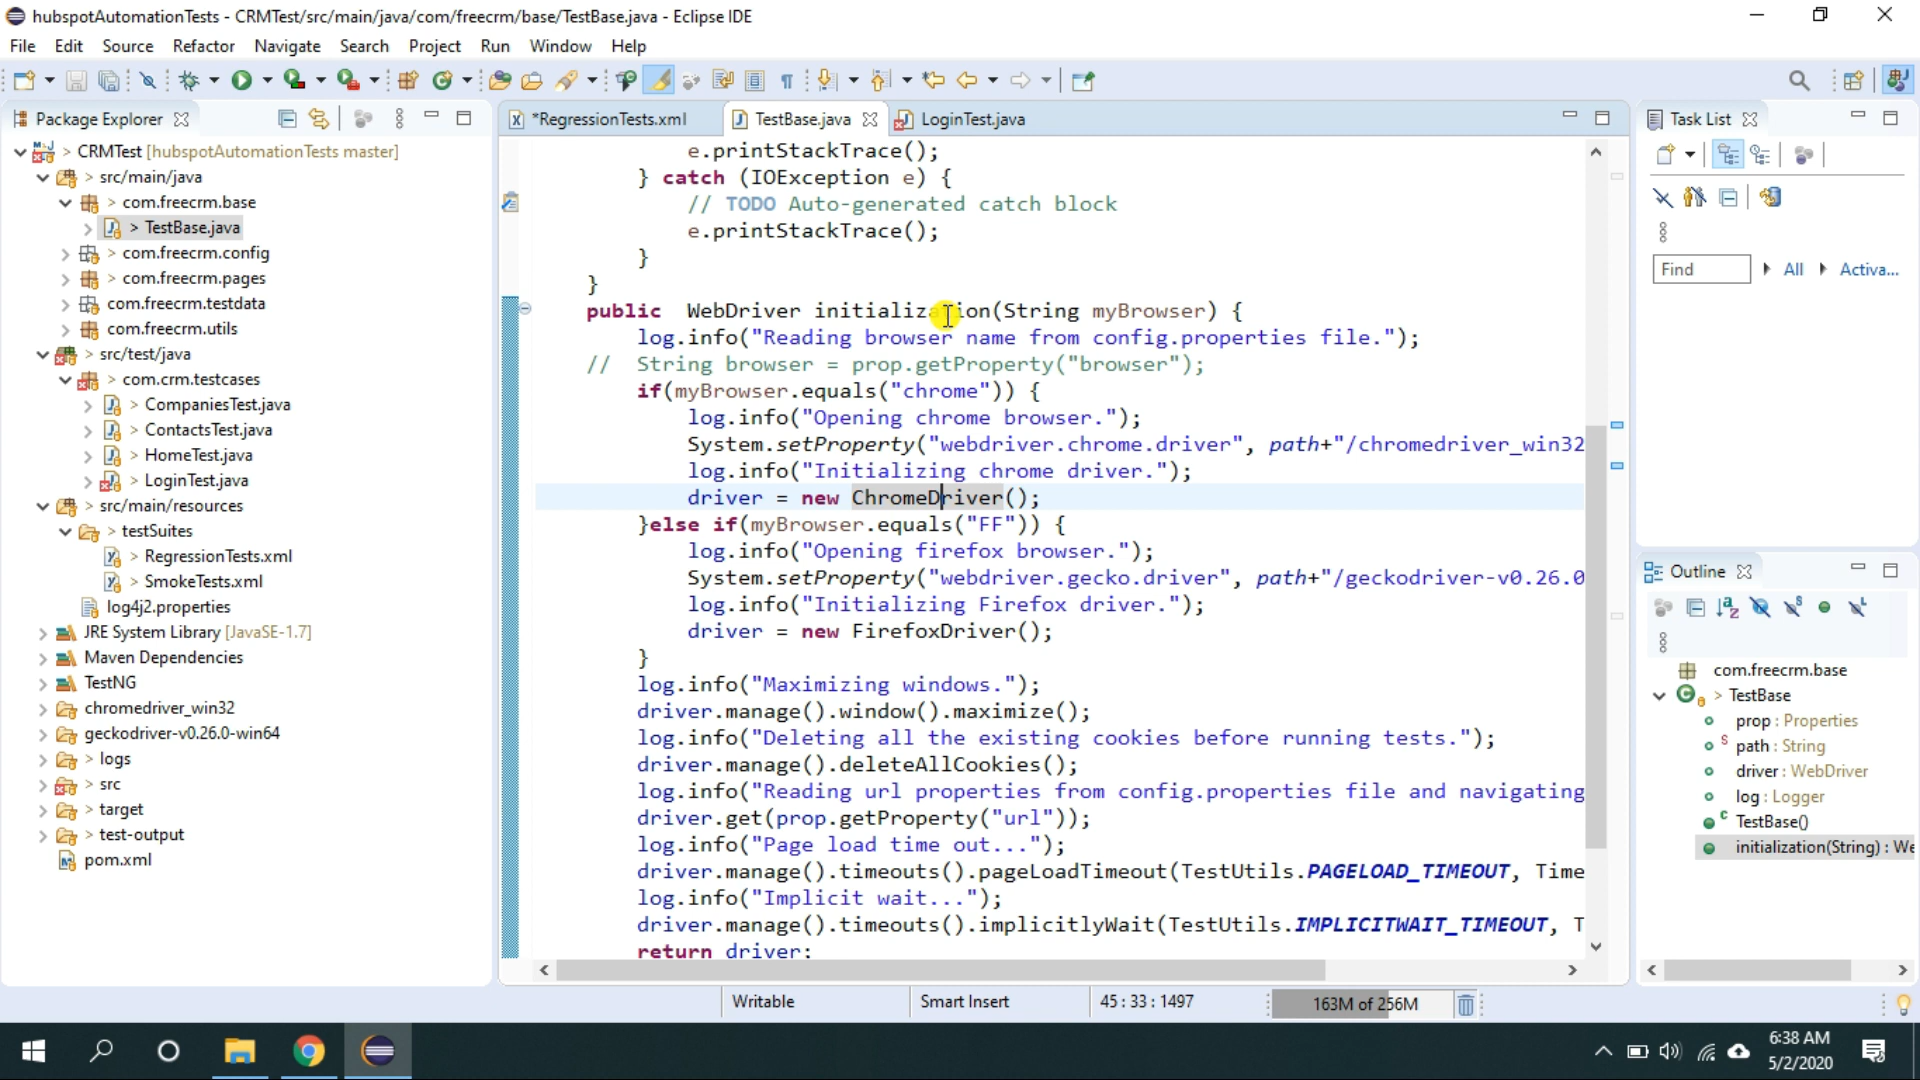 hubspotAutomationTests - CRMTest/src/main/java/com/freecrm/base/TestBase.java - Eclipse IDE
File Edit Source Refactor Navigate Search Project Run Window Help
Package Explorer
> CRMTest [hubspotAutomationTests master]
> src/main/java
> com.freecrm.base
> TestBase.java
> com.freecrm.config
> com.freecrm.pages
> com.freecrm.testdata
> com.freecrm.utils
> src/test/java
> com.crm.testcases
> CompaniesTest.java
> ContactsTest.java
> HomeTest.java
> LoginTest.java
> src/main/resources
> testSuites
> RegressionTests.xml
> SmokeTests.xml
log4j2.properties
JRE System Library [JavaSE-1.7]
Maven Dependencies
TestNG
chromedriver_win32
geckodriver-v0.26.0-win64
> logs
> src
> target
> test-output
pom.xml
*RegressionTests.xml TestBase.java LoginTest.java
e.printStackTrace();
} catch (IOException e) {
// TODO Auto-generated catch block
e.printStackTrace();
}
}
public  WebDriver initialization(String myBrowser) {
log.info("Reading browser name from config.properties file.");
//  String browser = prop.getProperty("browser");
if(myBrowser.equals("chrome")) {
log.info("Opening chrome browser.");
System.setProperty("webdriver.chrome.driver", path+"/chromedriver_win32
log.info("Initializing chrome driver.");
driver = new ChromeDriver();
}else if(myBrowser.equals("FF")) {
log.info("Opening firefox browser.");
System.setProperty("webdriver.gecko.driver", path+"/geckodriver-v0.26.0
log.info("Initializing Firefox driver.");
driver = new FirefoxDriver();
}
log.info("Maximizing windows.");
driver.manage().window().maximize();
log.info("Deleting all the existing cookies before running tests.");
driver.manage().deleteAllCookies();
log.info("Reading url properties from config.properties file and navigating
driver.get(prop.getProperty("url"));
log.info("Page load time out...");
driver.manage().timeouts().pageLoadTimeout(TestUtils.PAGELOAD_TIMEOUT, Time
log.info("Implicit wait...");
driver.manage().timeouts().implicitlyWait(TestUtils.IMPLICITWAIT_TIMEOUT, T
return driver;
Task List
Find All Activa...
Outline
com.freecrm.base
> TestBase
prop : Properties
path : String
driver : WebDriver
log : Logger
TestBase()
initialization(String) : We
Writable Smart Insert 45 : 33 : 1497 163M of 256M
6:38 AM
5/2/2020